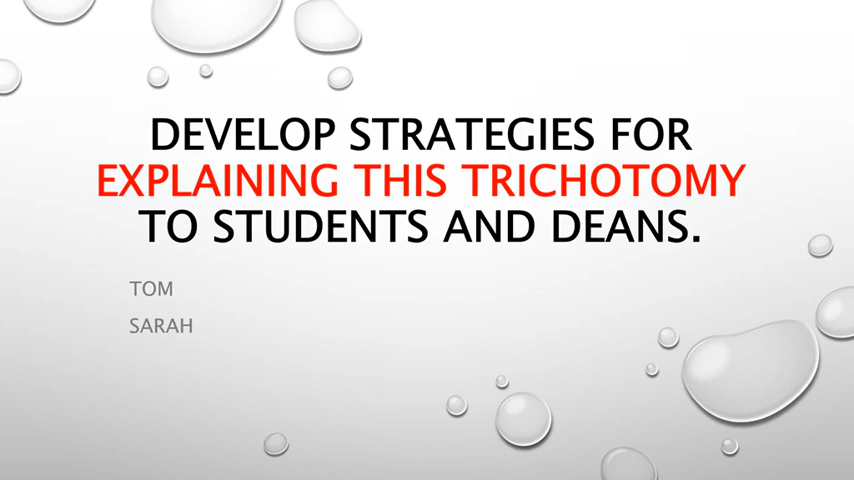 DEVELOP STRATEGIES FOR
EXPLAINING THIS TRICHOTOMY
TO STUDENTS AND DEANS.
TOM
SARAH